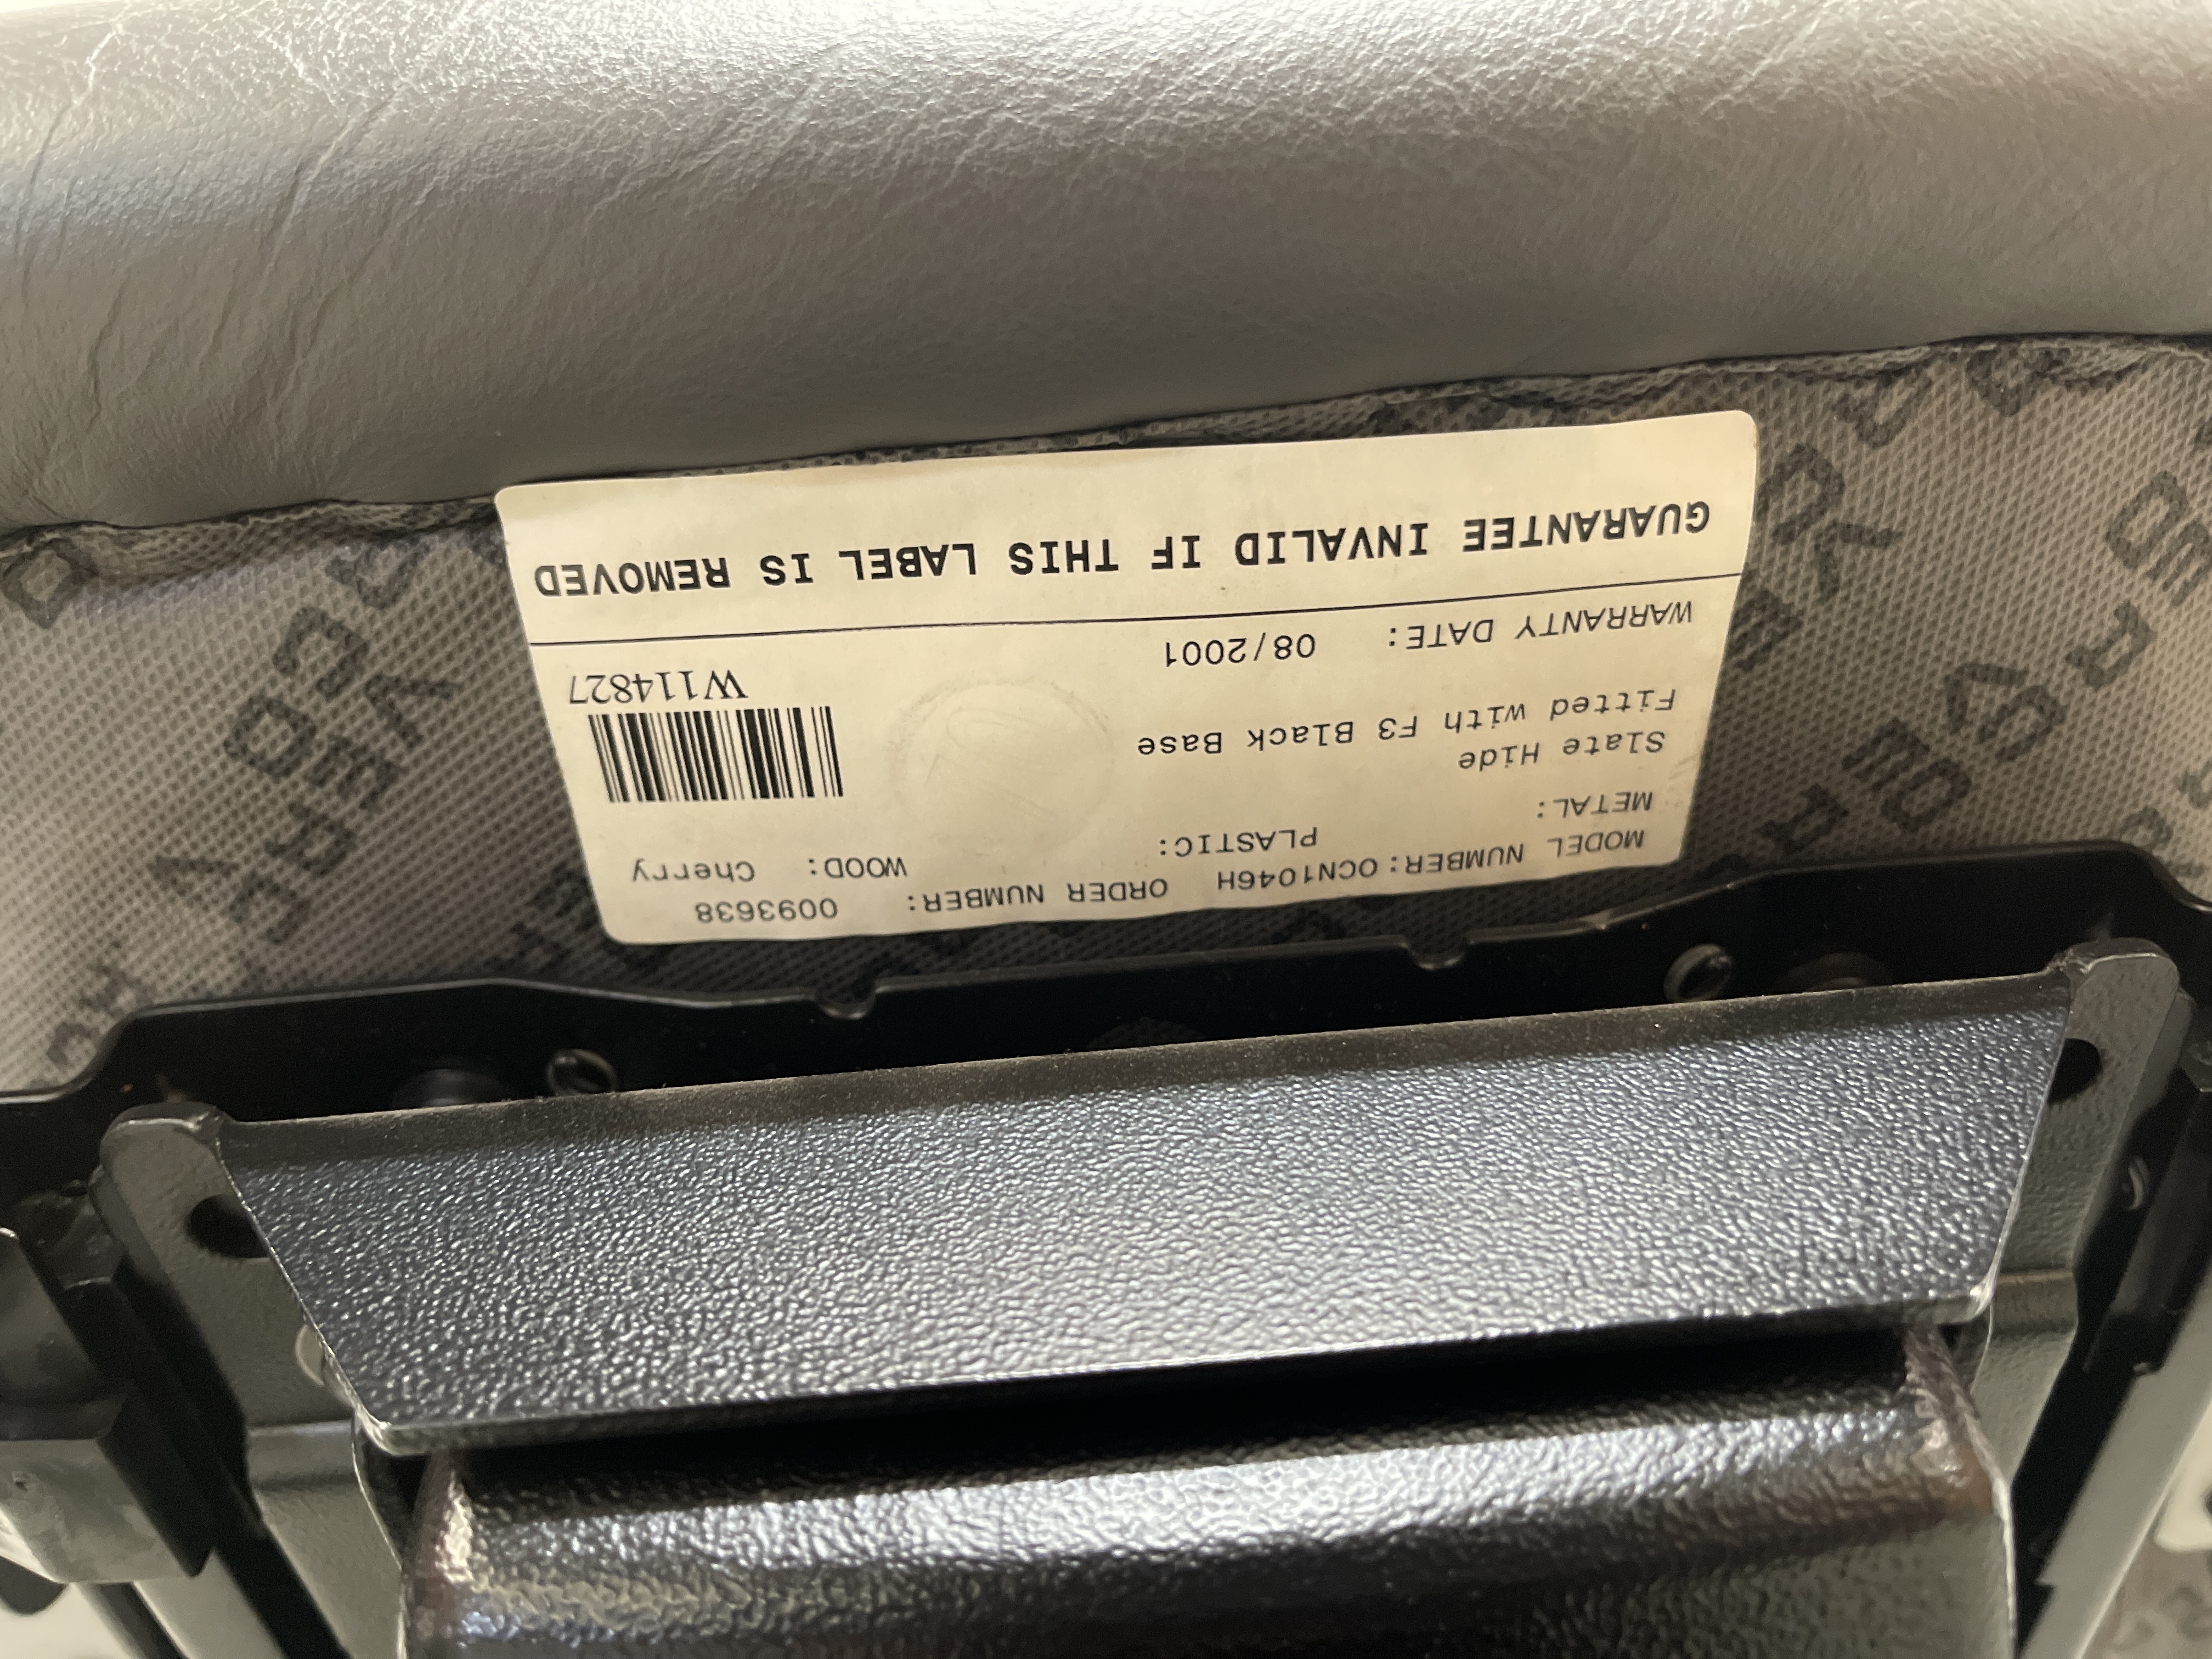 MODEL NUMBER: OCN1046H ORDER NUMBER: 0093638
METAL: PLASTIC: WOOD: Cherry
Slate Hide
Fitted with F3 Black Base
W114827
WARRANTY DATE: 08/2001
GUARANTEE INVALID IF THIS LABEL IS REMOVED